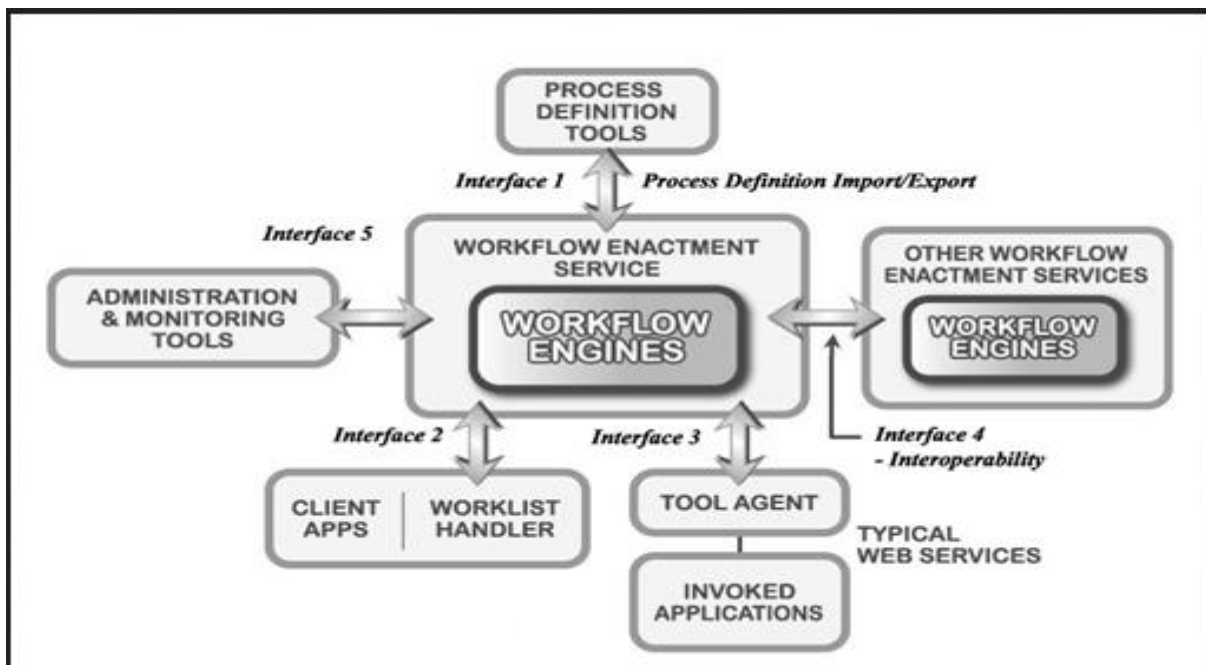 PROCESS
DEFINITION
TOOLS
Interface 1
Process Definition Import/Export
Interface 5
WORKFLOW ENACTMENT
SERVICE
WORKFLOW
ENGINES
OTHER WORKFLOW
ENACTMENT SERVICES
WORKFLOW
ENGINES
ADMINISTRATION
& MONITORING
TOOLS
Interface 2
Interface 3
Interface 4
- Interoperability
CLIENT
APPS
WORKLIST
HANDLER
TOOL AGENT
TYPICAL
WEB SERVICES
INVOKED
APPLICATIONS